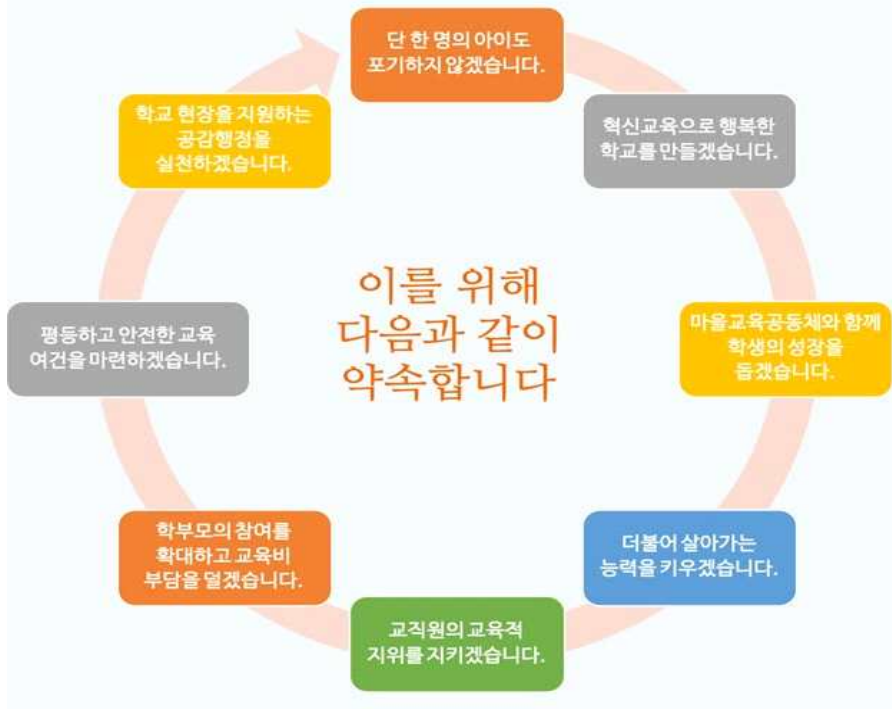 단 한 명의 아이도
포기하지 않겠습니다.
혁신교육으로 행복한
학교를 만들겠습니다.
마을교육공동체와 함께
학생의 성장을
돕겠습니다.
더불어 살아가는
능력을 키우겠습니다.
교직원의 교육적
지위를 지키겠습니다.
학부모의 참여를
확대하고 교육비
부담을 덜겠습니다.
평등하고 안전한 교육
여건을 마련하겠습니다.
학교 현장을 지원하는
공감행정을
실천하겠습니다.
이를 위해
다음과 같이
약속합니다